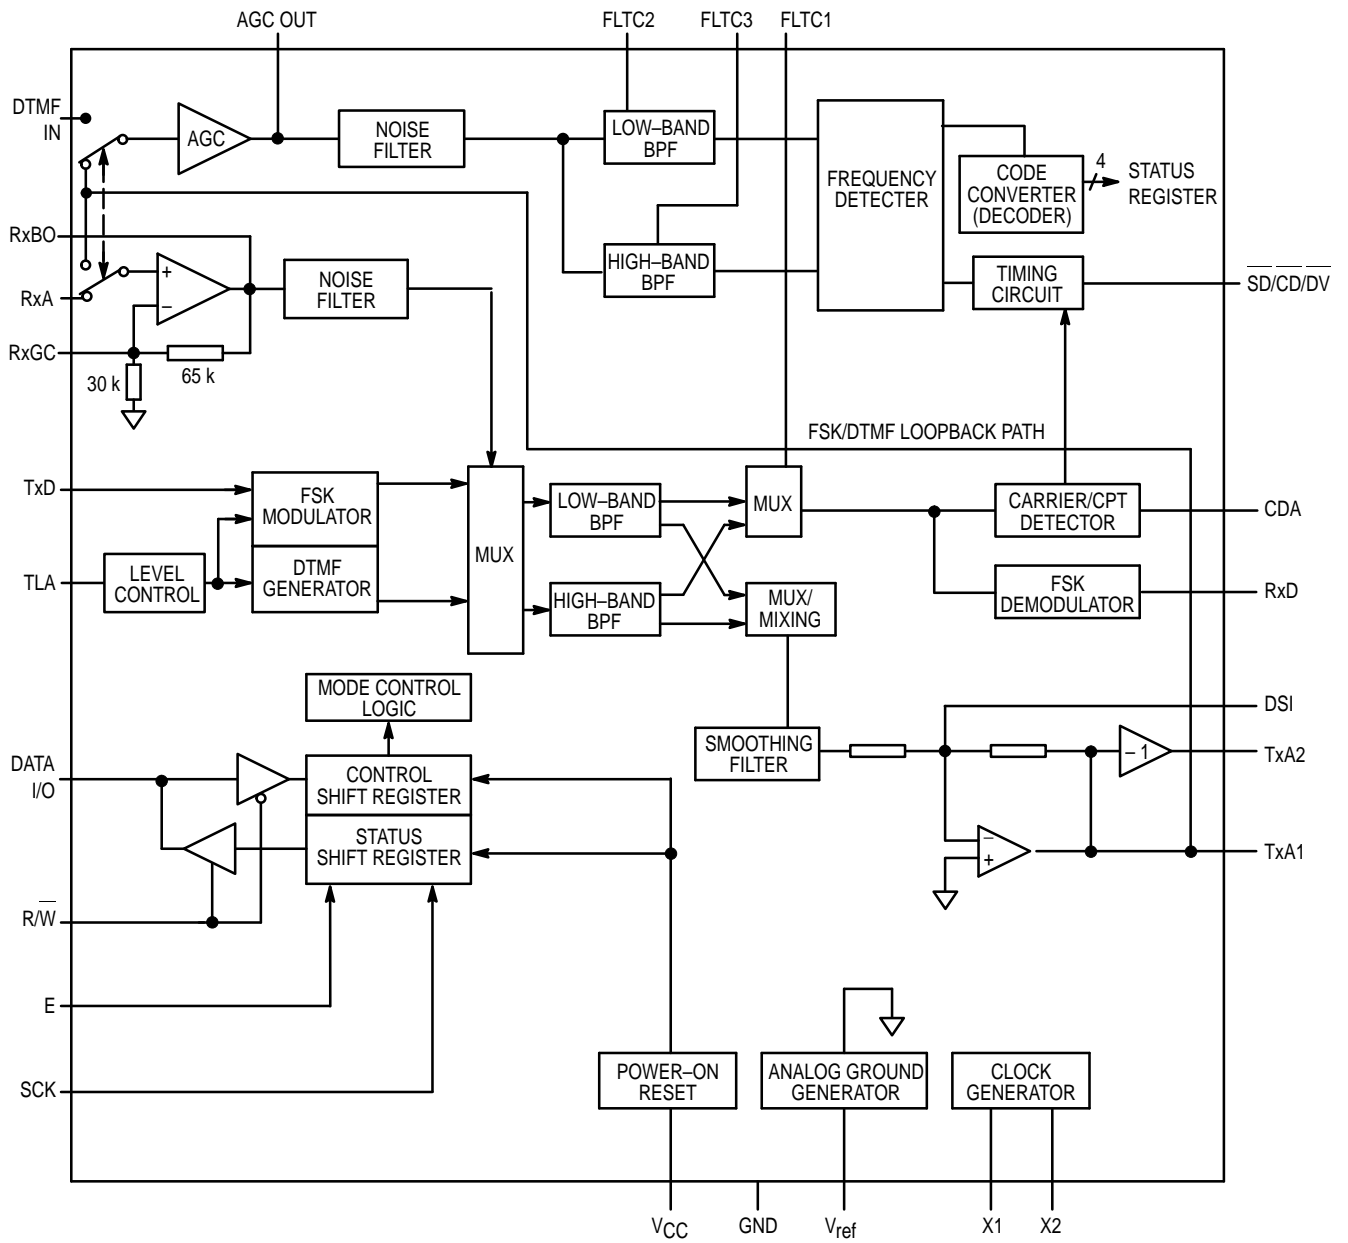 AGC OUT
FLTC2
FLTC3
FLTC1
DTMF
IN
AGC
NOISE
FILTER
LOW–BAND
BPF
FREQUENCY
DETECTER
CODE
CONVERTER
(DECODER)
4
STATUS
REGISTER
RxBO
RxA
RxGC
+
–
NOISE
FILTER
HIGH–BAND
BPF
TIMING
CIRCUIT
SD/CD/DV
30 k
65 k
FSK/DTMF LOOPBACK PATH
TxD
FSK
MODULATOR
MUX
LOW–BAND
BPF
MUX
CARRIER/CPT
DETECTOR
CDA
TLA
LEVEL
CONTROL
DTMF
GENERATOR
HIGH–BAND
BPF
MUX/
MIXING
FSK
DEMODULATOR
RxD
MODE CONTROL
LOGIC
DSI
SMOOTHING
FILTER
– 1
TxA2
DATA
I/O
CONTROL
SHIFT REGISTER
STATUS
SHIFT REGISTER
–
+
TxA1
R/W
E
SCK
POWER–ON
RESET
ANALOG GROUND
GENERATOR
CLOCK
GENERATOR
VCC
GND
Vref
X1
X2